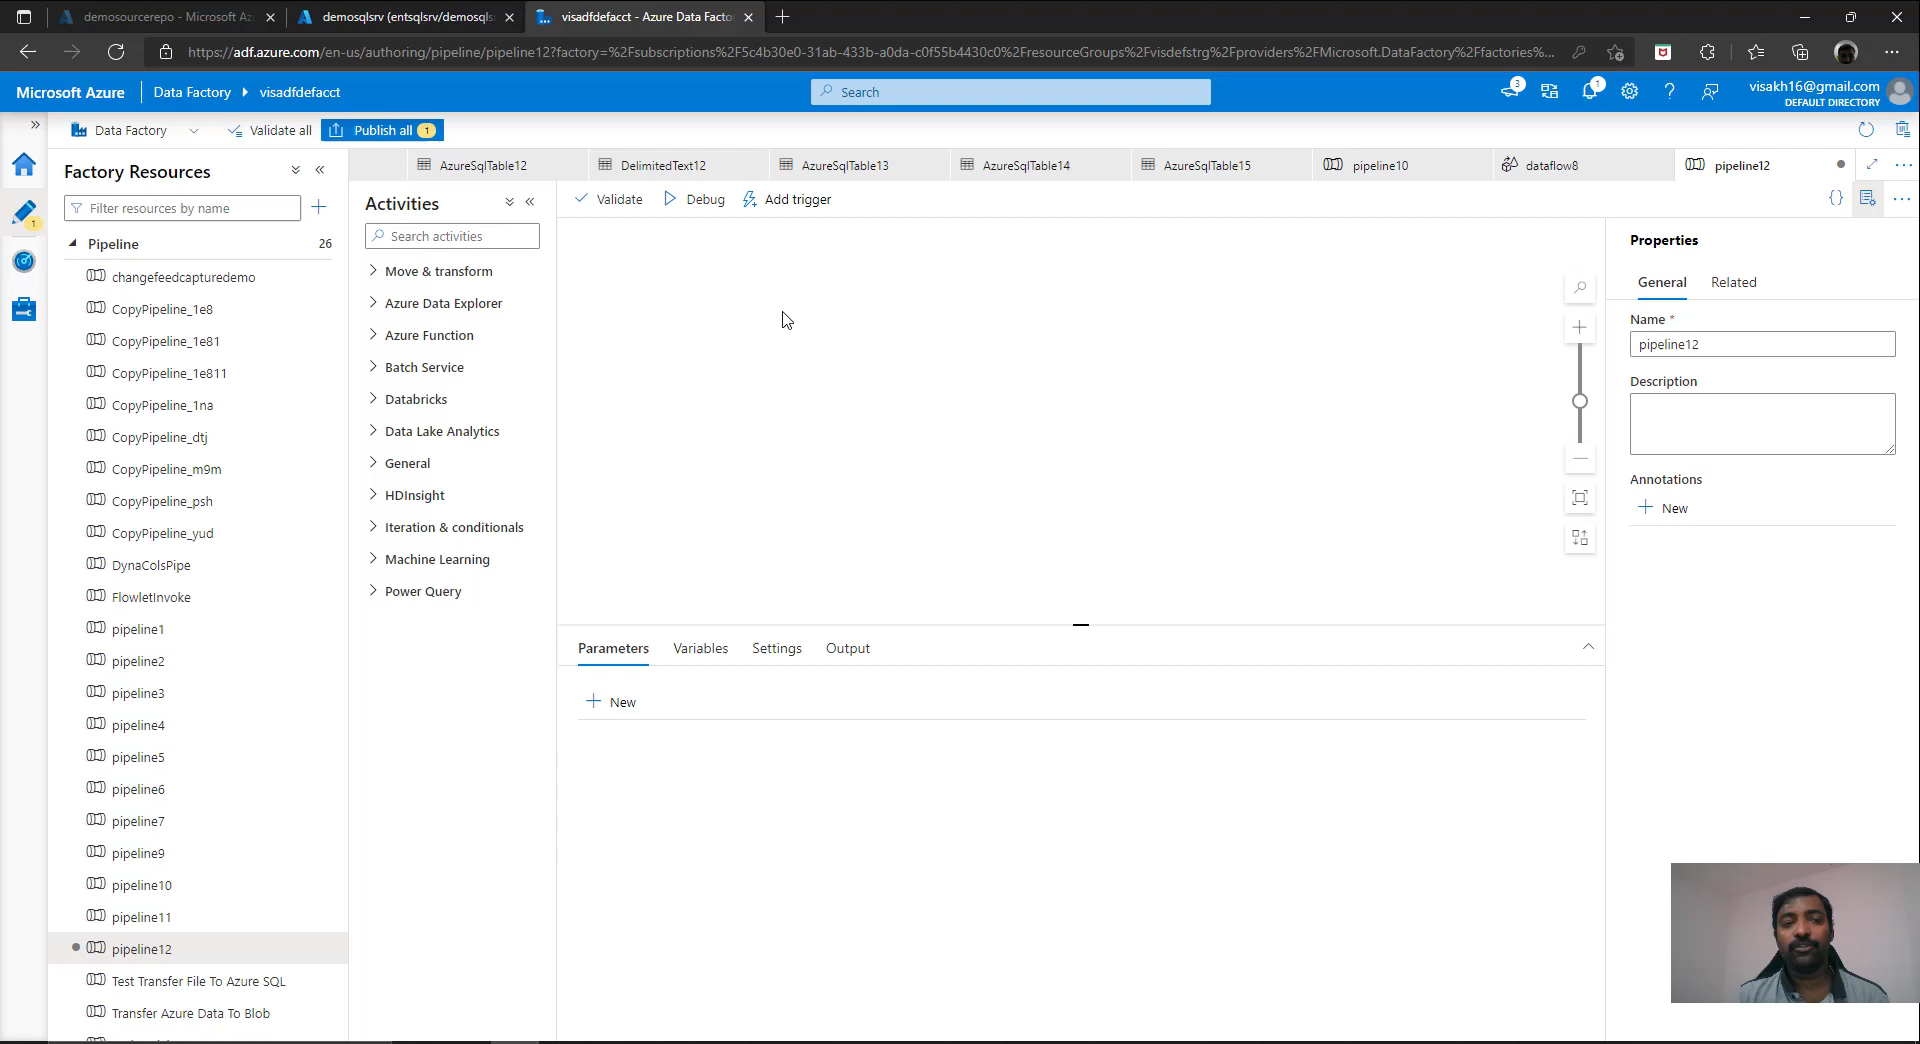 demosourcerepo - Microsoft Az
demosqlsrv (entsqlsrv/demosqls
visadfdefacct - Azure Data Facto
https://adf.azure.com/en-us/authoring/pipeline/pipeline12?factory=%2Fsubscriptions%2F5c4b30e0-31ab-433b-a0da-c0f55b4430c0%2FresourceGroups%2Fvisdefstrg%2Fproviders%2FMicrosoft.DataFactory%2Ffactories%...
Microsoft Azure
Data Factory
visadfdefacct
Search
3
1
visakh16@gmail.com
DEFAULT DIRECTORY
Data Factory
Validate all
Publish all 1
Factory Resources
Filter resources by name
1
Pipeline 26
changefeedcapturedemo
CopyPipeline_1e8
CopyPipeline_1e81
CopyPipeline_1e811
CopyPipeline_1na
CopyPipeline_dtj
CopyPipeline_m9m
CopyPipeline_psh
CopyPipeline_yud
DynaColsPipe
FlowletInvoke
pipeline1
pipeline2
pipeline3
pipeline4
pipeline5
pipeline6
pipeline7
pipeline9
pipeline10
pipeline11
pipeline12
Test Transfer File To Azure SQL
Transfer Azure Data To Blob
AzureSqlTable12
DelimitedText12
AzureSqlTable13
AzureSqlTable14
AzureSqlTable15
pipeline10
dataflow8
pipeline12
Activities
Search activities
Move & transform
Azure Data Explorer
Azure Function
Batch Service
Databricks
Data Lake Analytics
General
HDInsight
Iteration & conditionals
Machine Learning
Power Query
Validate
Debug
Add trigger
Parameters
Variables
Settings
Output
New
Properties
General
Related
Name *
pipeline12
Description
Annotations
New